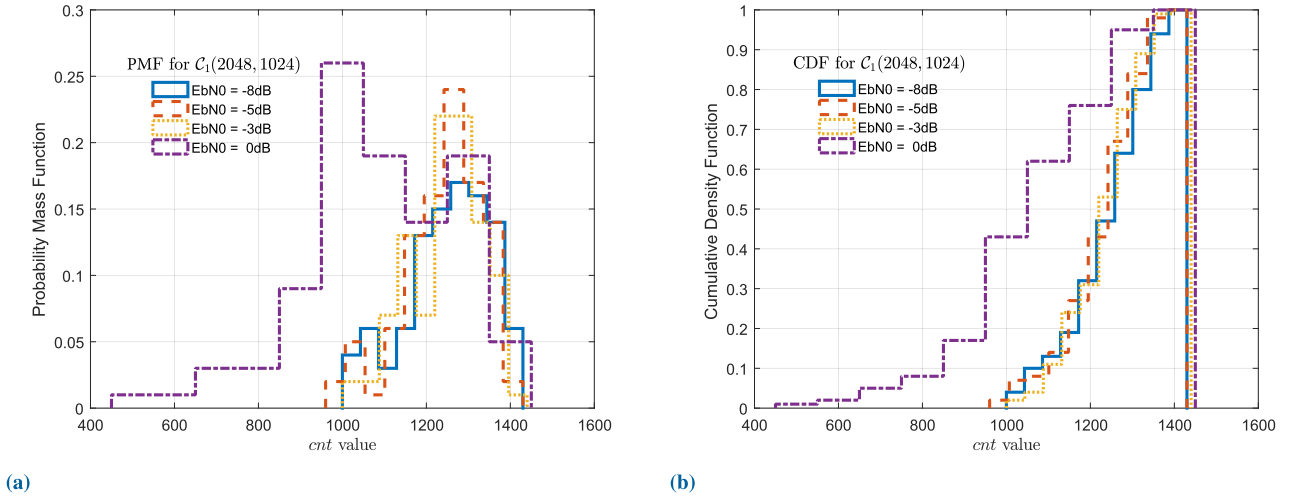 0.3
0.25
0.2
0.15
0.1
0.05
0
400 600 800 1000 1200 1400 1600
Probability Mass Function
cnt value
PMF for C₁(2048, 1024)
EbN0 = -8dB
EbN0 = -5dB
EbN0 = -3dB
EbN0 = 0dB
(a)
1
0.9
0.8
0.7
0.6
0.5
0.4
0.3
0.2
0.1
0
400 600 800 1000 1200 1400 1600
Cumulative Density Function
cnt value
CDF for C₁(2048, 1024)
EbN0 = -8dB
EbN0 = -5dB
EbN0 = -3dB
EbN0 = 0dB
(b)